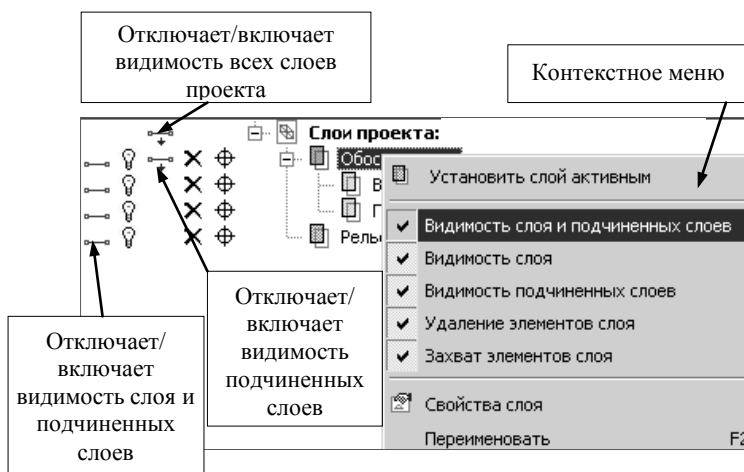 Отключает/включает
видимость всех слоев
проекта
Контекстное меню
Слои проекта:
Обос
В
Г
Релье
Установить слой активным
Видимость слоя и подчиненных слоев
Видимость слоя
Видимость подчиненных слоев
Удаление элементов слоя
Захват элементов слоя
Свойства слоя
Переименовать F2
Отключает/
включает
видимость
подчиненных
слоев
Отключает/
включает
видимость слоя и
подчиненных
слоев